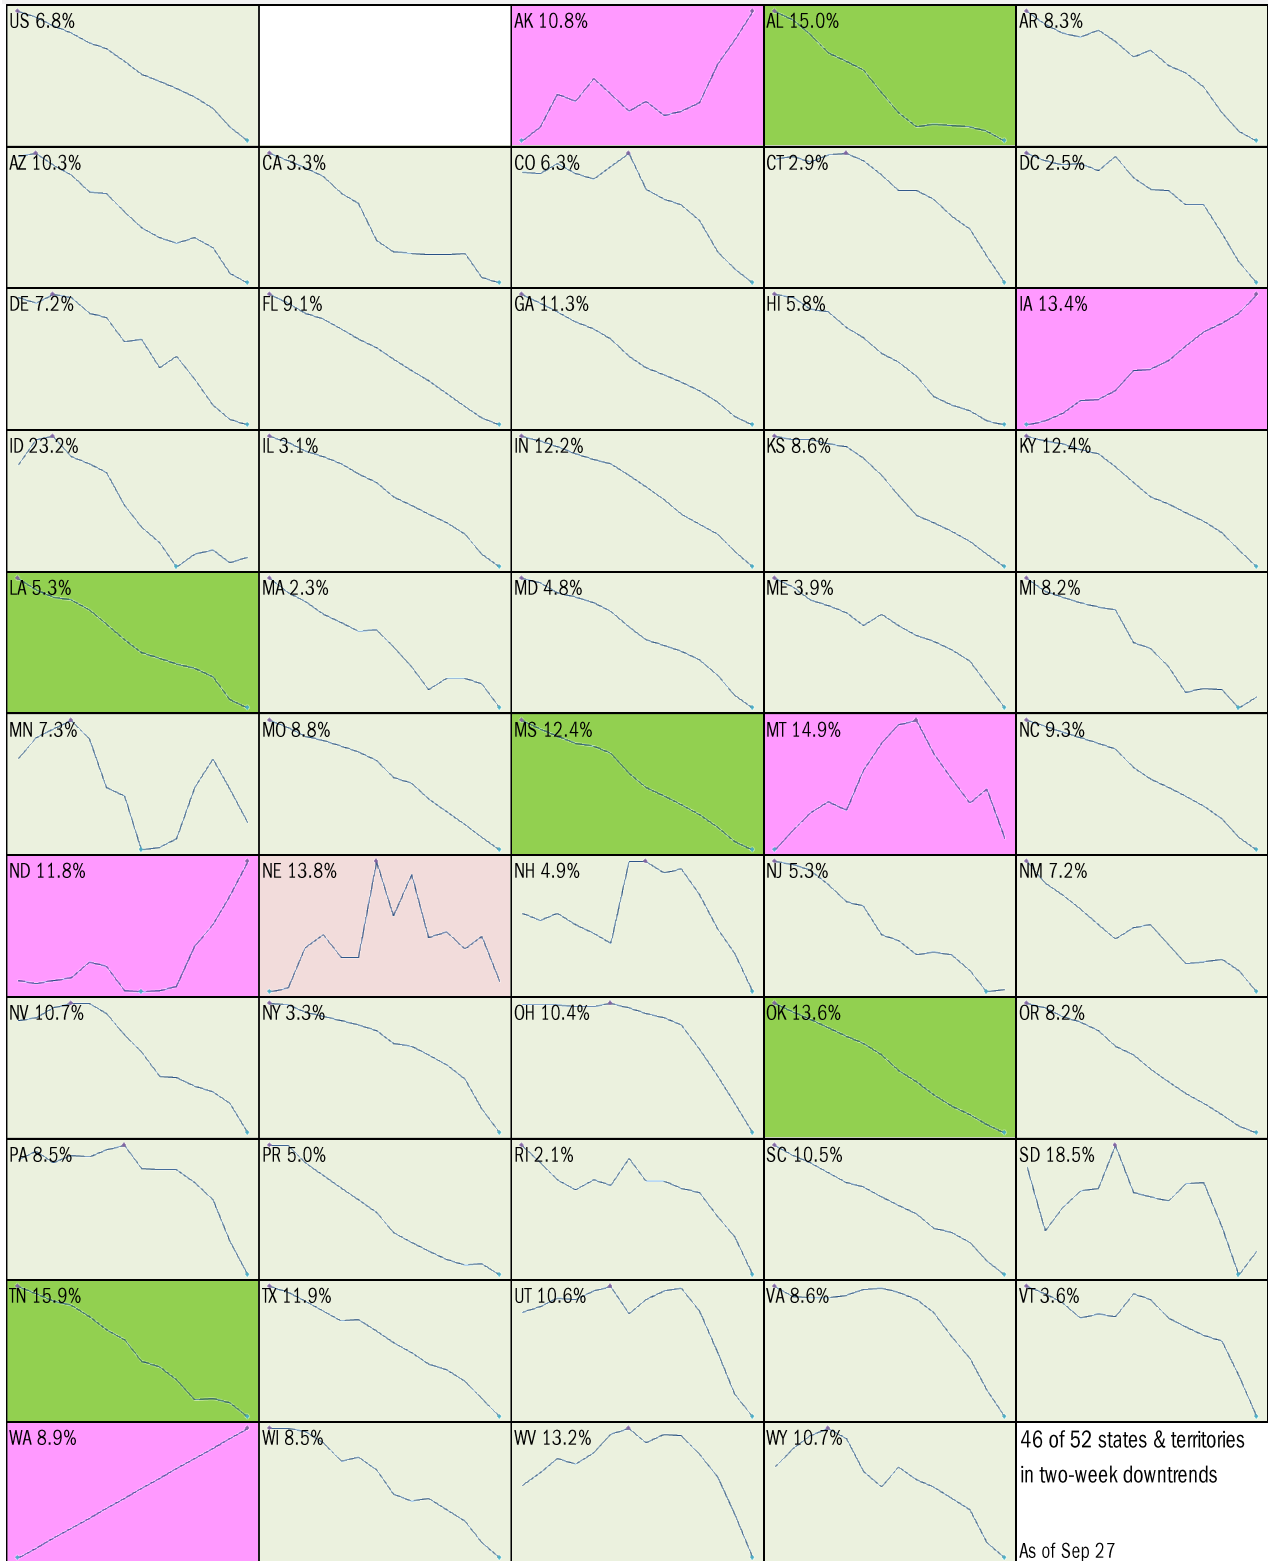 US 6.8%
AK 10.8%
AL 15.0%
AR 8.3%
AZ 10.3%
CA 3.3%
CO 6.3%
CT 2.9%
DC 2.5%
DE 7.2%
FL 9.1%
GA 11.3%
HI 5.8%
IA 13.4%
ID 23.2%
IL 3.1%
IN 12.2%
KS 8.6%
KY 12.4%
LA 5.3%
MA 2.3%
MD 4.8%
ME 3.9%
MI 8.2%
MN 7.3%
MO 8.8%
MS 12.4%
MT 14.9%
NC 9.3%
ND 11.8%
NE 13.8%
NH 4.9%
NJ 5.3%
NM 7.2%
NV 10.7%
NY 3.3%
OH 10.4%
OK 13.6%
OR 8.2%
PA 8.5%
PR 5.0%
RI 2.1%
SC 10.5%
SD 18.5%
TN 15.9%
TX 11.9%
UT 10.6%
VA 8.6%
VT 3.6%
WA 8.9%
WI 8.5%
WV 13.2%
WY 10.7%
46 of 52 states & territories
in two-week downtrends
As of Sep 27